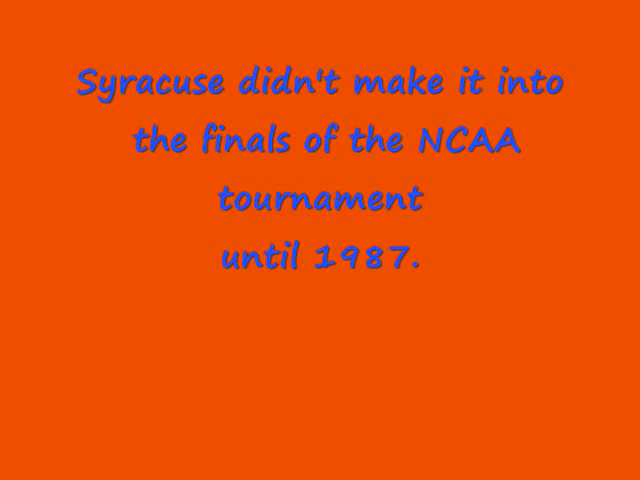 Syracuse didn't make it into
the finals of the NCAA
tournament
until 1987.